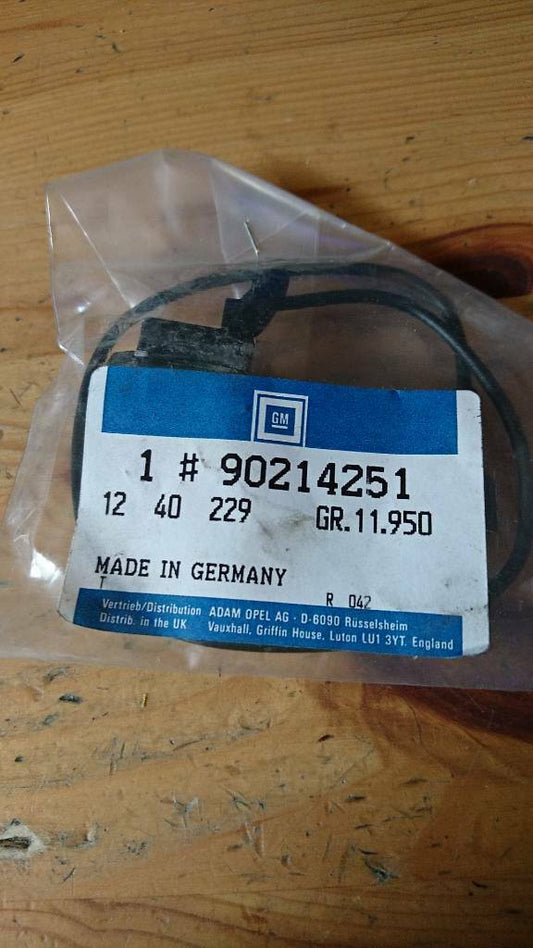 GM
1 # 90214251
12 40 229 GR.11.950
MADE IN GERMANY
T R 042
Vertrieb/Distribution ADAM OPEL AG · D-6090 Rüsselsheim
Distrib. in the UK Vauxhall, Griffin House, Luton LU1 3YT. England